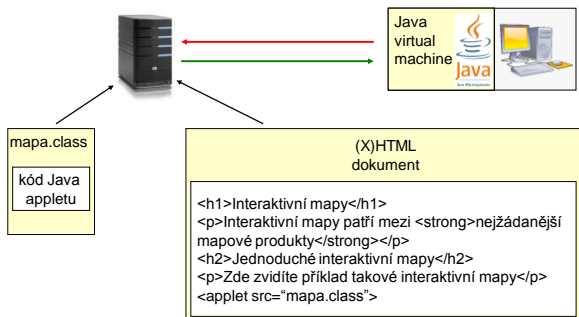 Java
virtual
machine
Java
Sun Microsystems
mapa.class
kód Java
appletu
(X)HTML
dokument
<h1>Interaktivní mapy</h1>
<p>Interaktivní mapy patří mezi <strong>nejžádanější
mapové produkty</strong></p>
<h2>Jednoduché interaktivní mapy</h2>
<p>Zde zvidíte příklad takové interaktivní mapy</p>
<applet src=“mapa.class”>